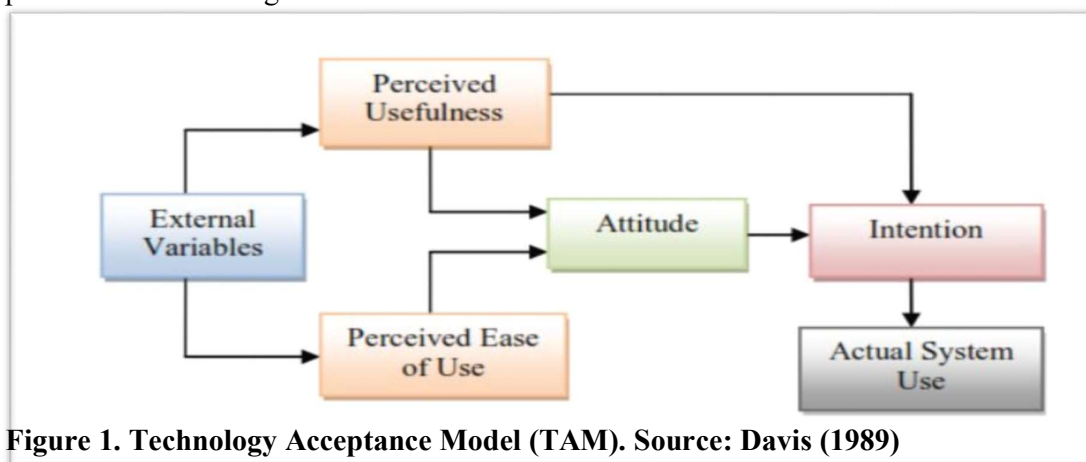 Perceived
Usefulness
External
Variables
Attitude
Intention
Perceived Ease
of Use
Actual System
Use
Figure 1. Technology Acceptance Model (TAM). Source: Davis (1989)